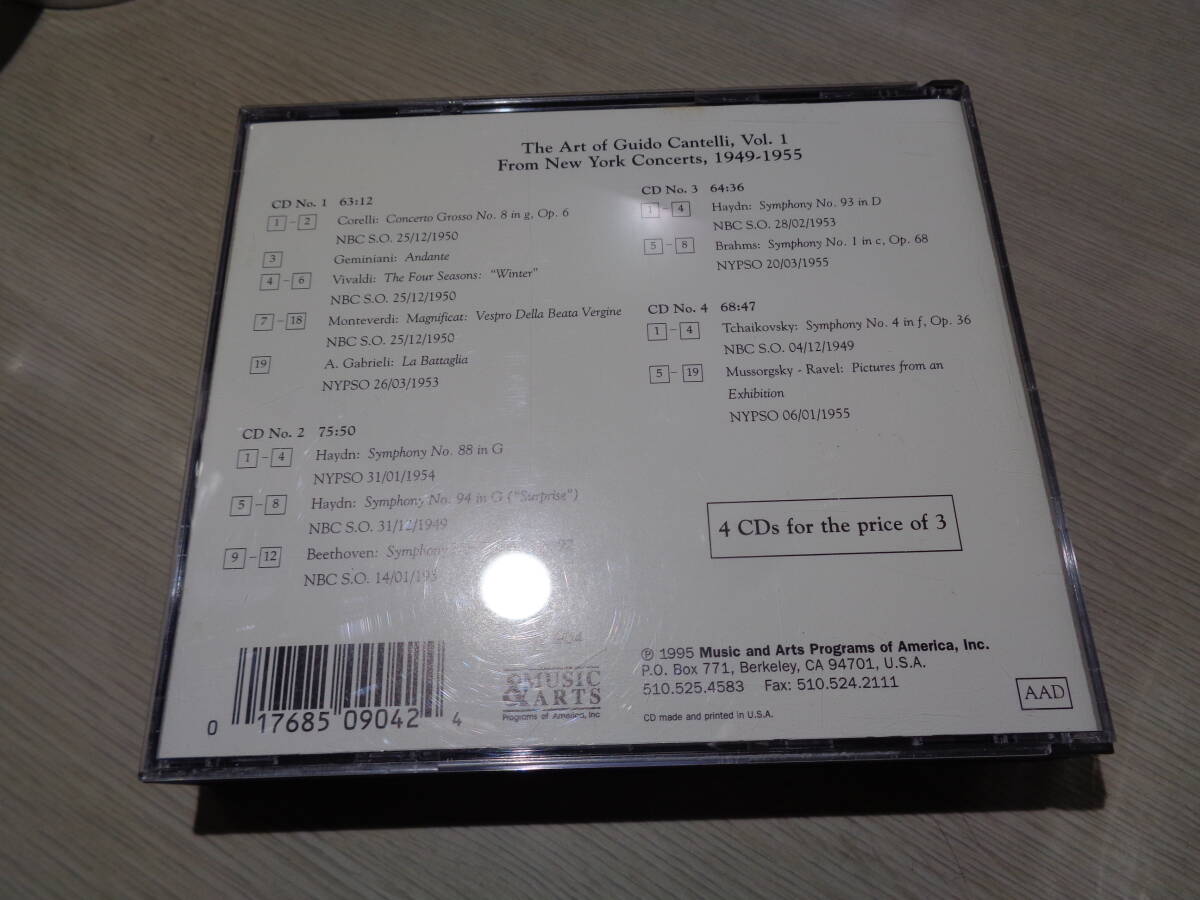 The Art of Guido Cantelli, Vol. 1
From New York Concerts, 1949-1955
CD No. 1 63:12
1 - 2 Corelli: Concerto Grosso No. 8 in g, Op. 6
NBC S.O. 25/12/1950
3 Geminiani: Andante
4 - 6 Vivaldi: The Four Seasons: "Winter"
NBC S.O. 25/12/1950
7 - 18 Monteverdi: Magnificat: Vespro Della Beata Vergine
NBC S.O. 25/12/1950
19 A. Gabrieli: La Battaglia
NYPSO 26/03/1953
CD No. 2 75:50
1 - 4 Haydn: Symphony No. 88 in G
NYPSO 31/01/1954
5 - 8 Haydn: Symphony No. 94 in G ("Surprise")
NBC S.O. 31/12/1949
9 - 12 Beethoven: Symphony
NBC S.O.
CD No. 3 64:36
1 - 4 Haydn: Symphony No. 93 in D
NBC S.O. 28/02/1953
5 - 8 Brahms: Symphony No. 1 in c, Op. 68
NYPSO 20/03/1955
CD No. 4 68:47
1 - 4 Tchaikovsky: Symphony No. 4 in f, Op. 36
NBC S.O. 04/12/1949
5 - 19 Mussorgsky - Ravel: Pictures from an
Exhibition
NYPSO 06/01/1955
4 CDs for the price of 3
0 17685 09042 4
MUSIC
& ARTS
Programs of America, Inc
℗ 1995 Music and Arts Programs of America, Inc.
P.O. Box 771, Berkeley, CA 94701, U.S.A.
510.525.4583 Fax: 510.524.2111
CD made and printed in U.S.A.
AAD